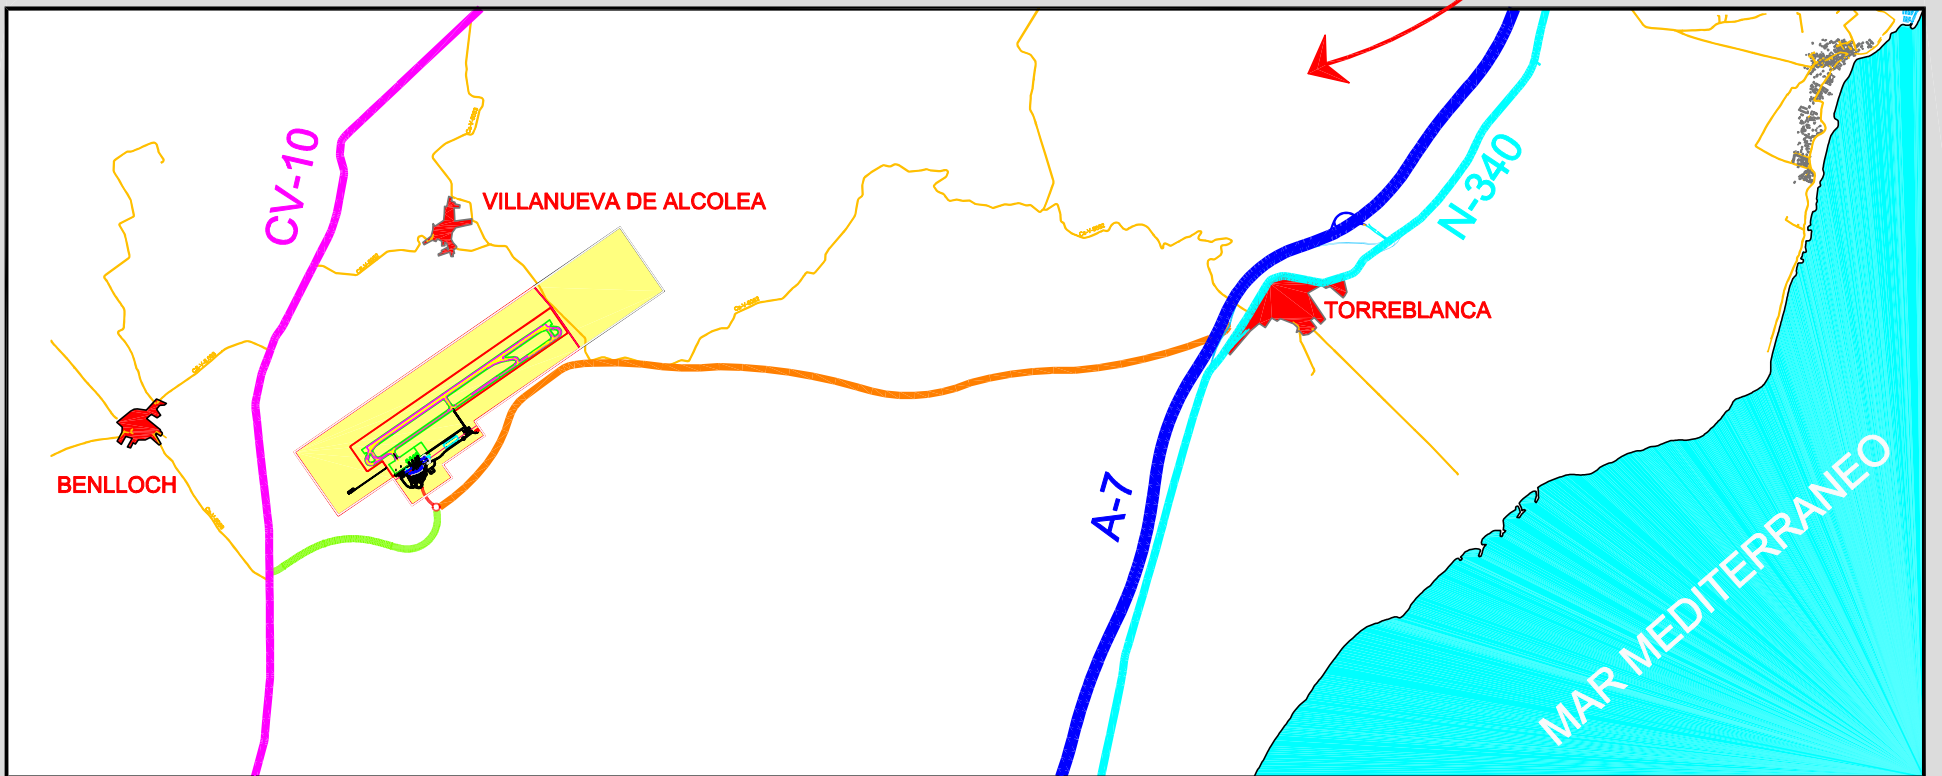 CV-10
VILLANUEVA DE ALCOLEA
N-340
TORREBLANCA
BENLLOCH
A-7
MAR MEDITERRANEO